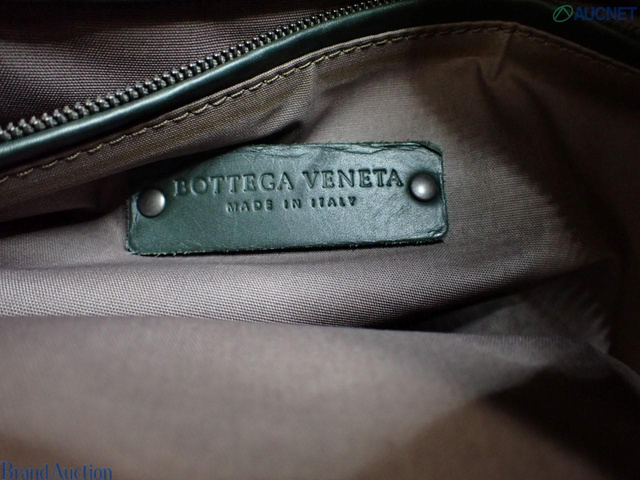 AUCNET
BOTTEGA VENETA
MADE IN ITALY
Brand Auction